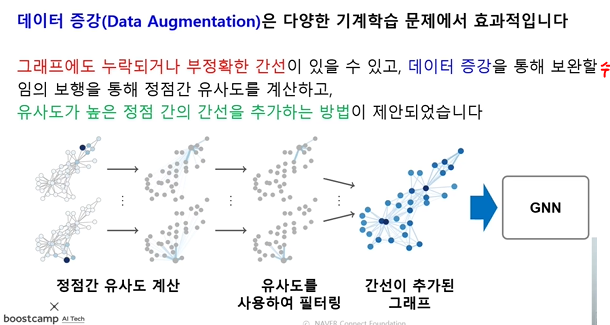 데이터 증강(Data Augmentation)은 다양한 기계학습 문제에서 효과적입니다
그래프에도 누락되거나 부정확한 간선이 있을 수 있고, 데이터 증강을 통해 보완할 수
임의 보행을 통해 정점간 유사도를 계산하고,
유사도가 높은 정점 간의 간선을 추가하는 방법이 제안되었습니다
GNN
정점간 유사도 계산
유사도를
사용하여 필터링
간선이 추가된
그래프
boostcamp AI Tech
© NAVER Connect Foundation